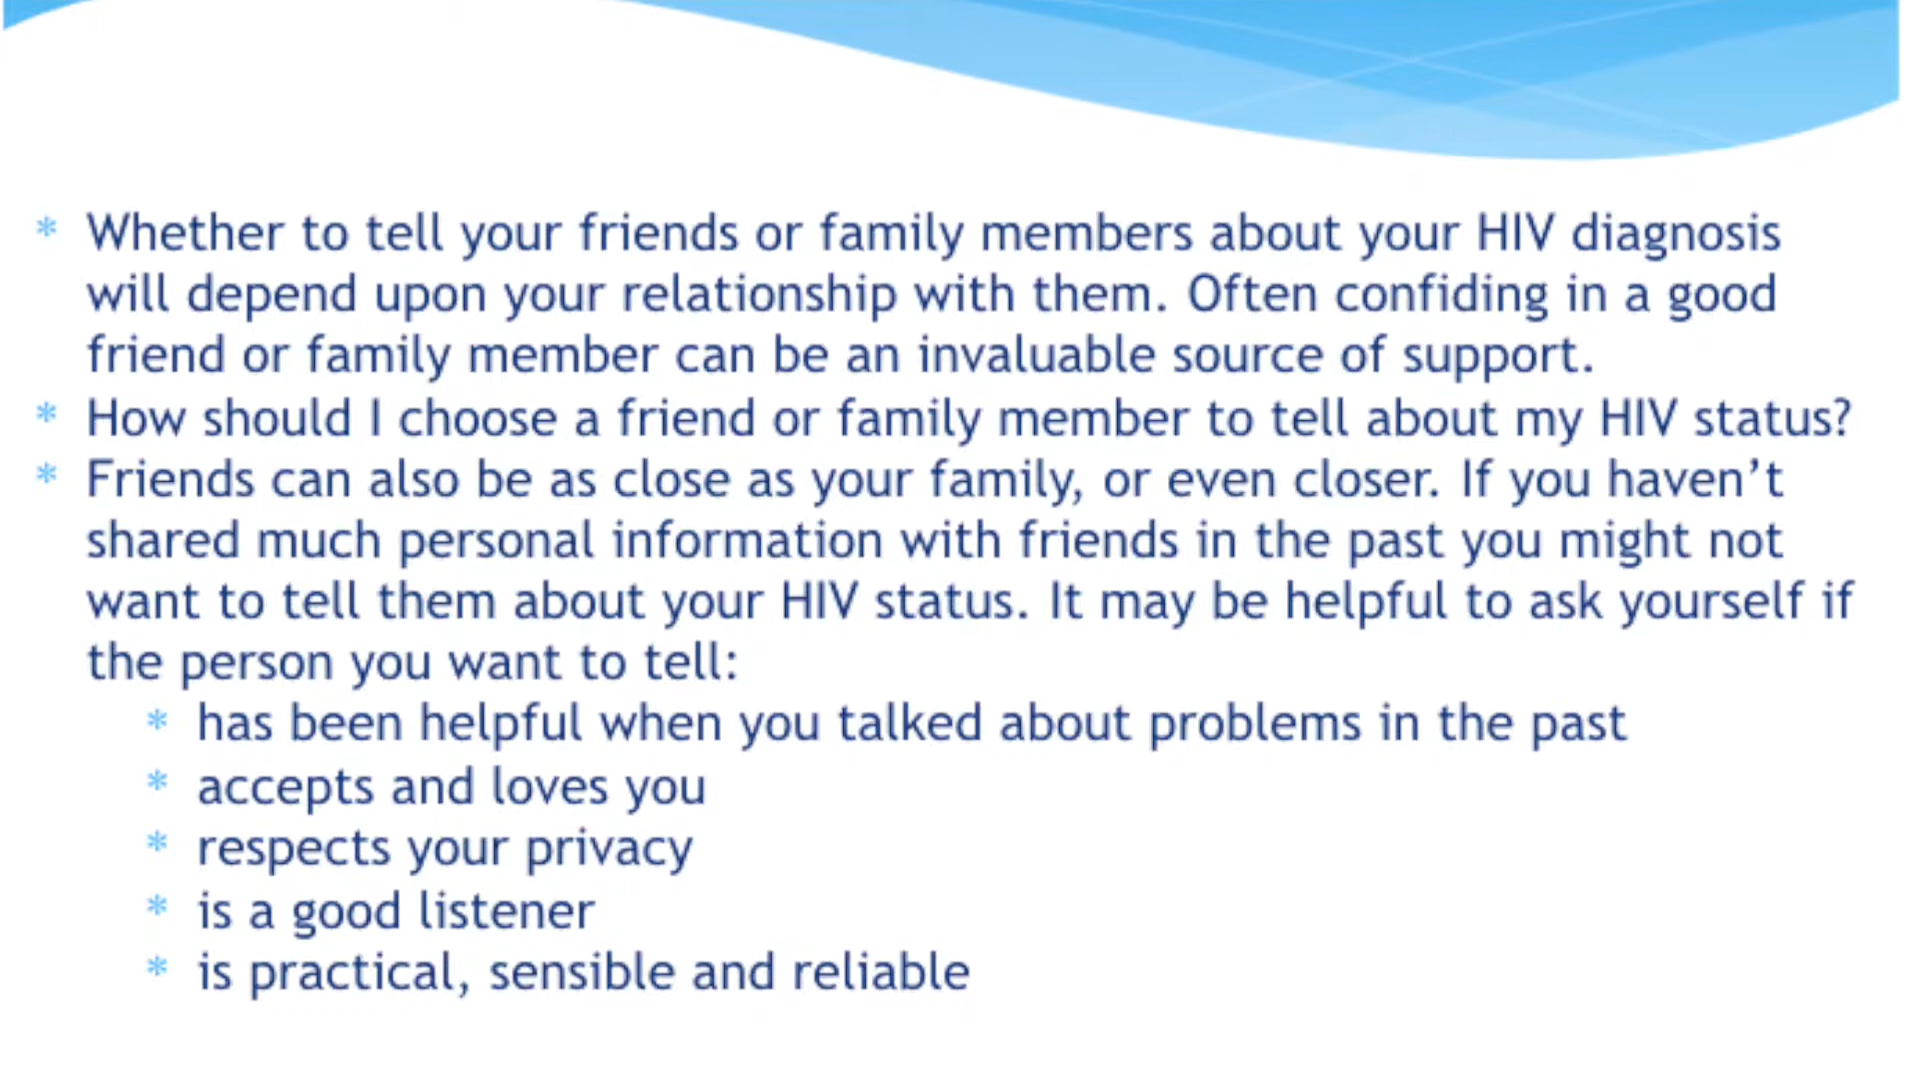 * Whether to tell your friends or family members about your HIV diagnosis
will depend upon your relationship with them. Often confiding in a good
friend or family member can be an invaluable source of support.
* How should I choose a friend or family member to tell about my HIV status?
* Friends can also be as close as your family, or even closer. If you haven’t
shared much personal information with friends in the past you might not
want to tell them about your HIV status. It may be helpful to ask yourself if
the person you want to tell:
* has been helpful when you talked about problems in the past
* accepts and loves you
* respects your privacy
* is a good listener
* is practical, sensible and reliable